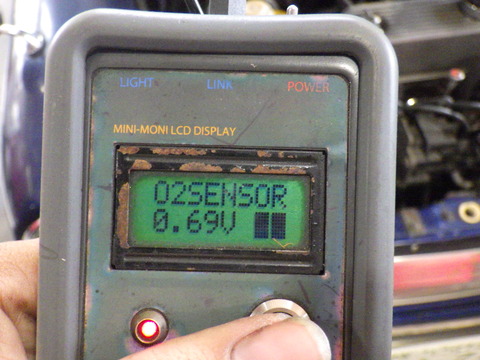 LIGHT LINK POWER
MINI-MONI LCD DISPLAY
O2SENSOR
0.69V